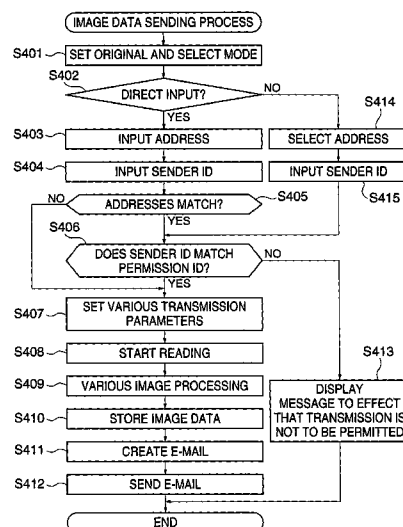 IMAGE DATA SENDING PROCESS
S401
SET ORIGINAL AND SELECT MODE
S402
DIRECT INPUT?
NO
YES
S414
S403
INPUT ADDRESS
SELECT ADDRESS
S404
INPUT SENDER ID
INPUT SENDER ID
S415
NO
ADDRESSES MATCH?
S405
YES
S406
DOES SENDER ID MATCH
PERMISSION ID?
NO
YES
S407
SET VARIOUS TRANSMISSION
PARAMETERS
S408
START READING
S413
S409
VARIOUS IMAGE PROCESSING
DISPLAY
MESSAGE TO EFFECT
THAT TRANSMISSION IS
NOT TO BE PERMITTED
S410
STORE IMAGE DATA
S411
CREATE E-MAIL
S412
SEND E-MAIL
END